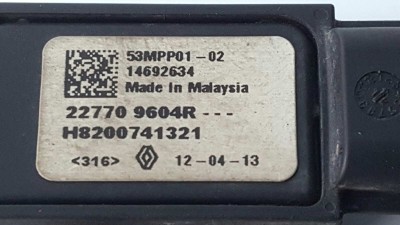 53MPP01-02
14692634
Made in Malaysia
22770 9604R ---
H8200741321
<316> 12-04-13